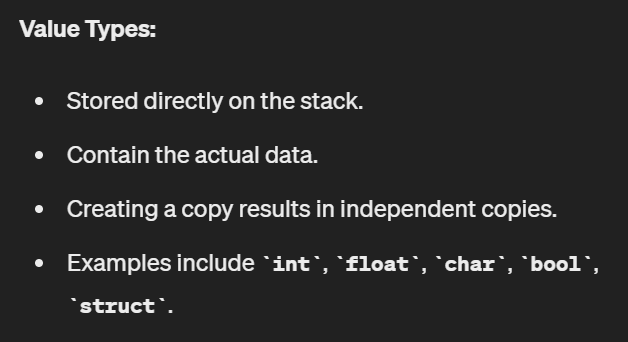 Value Types:
• Stored directly on the stack.
• Contain the actual data.
• Creating a copy results in independent copies.
• Examples include `int`, `float`, `char`, `bool`,
`struct`.